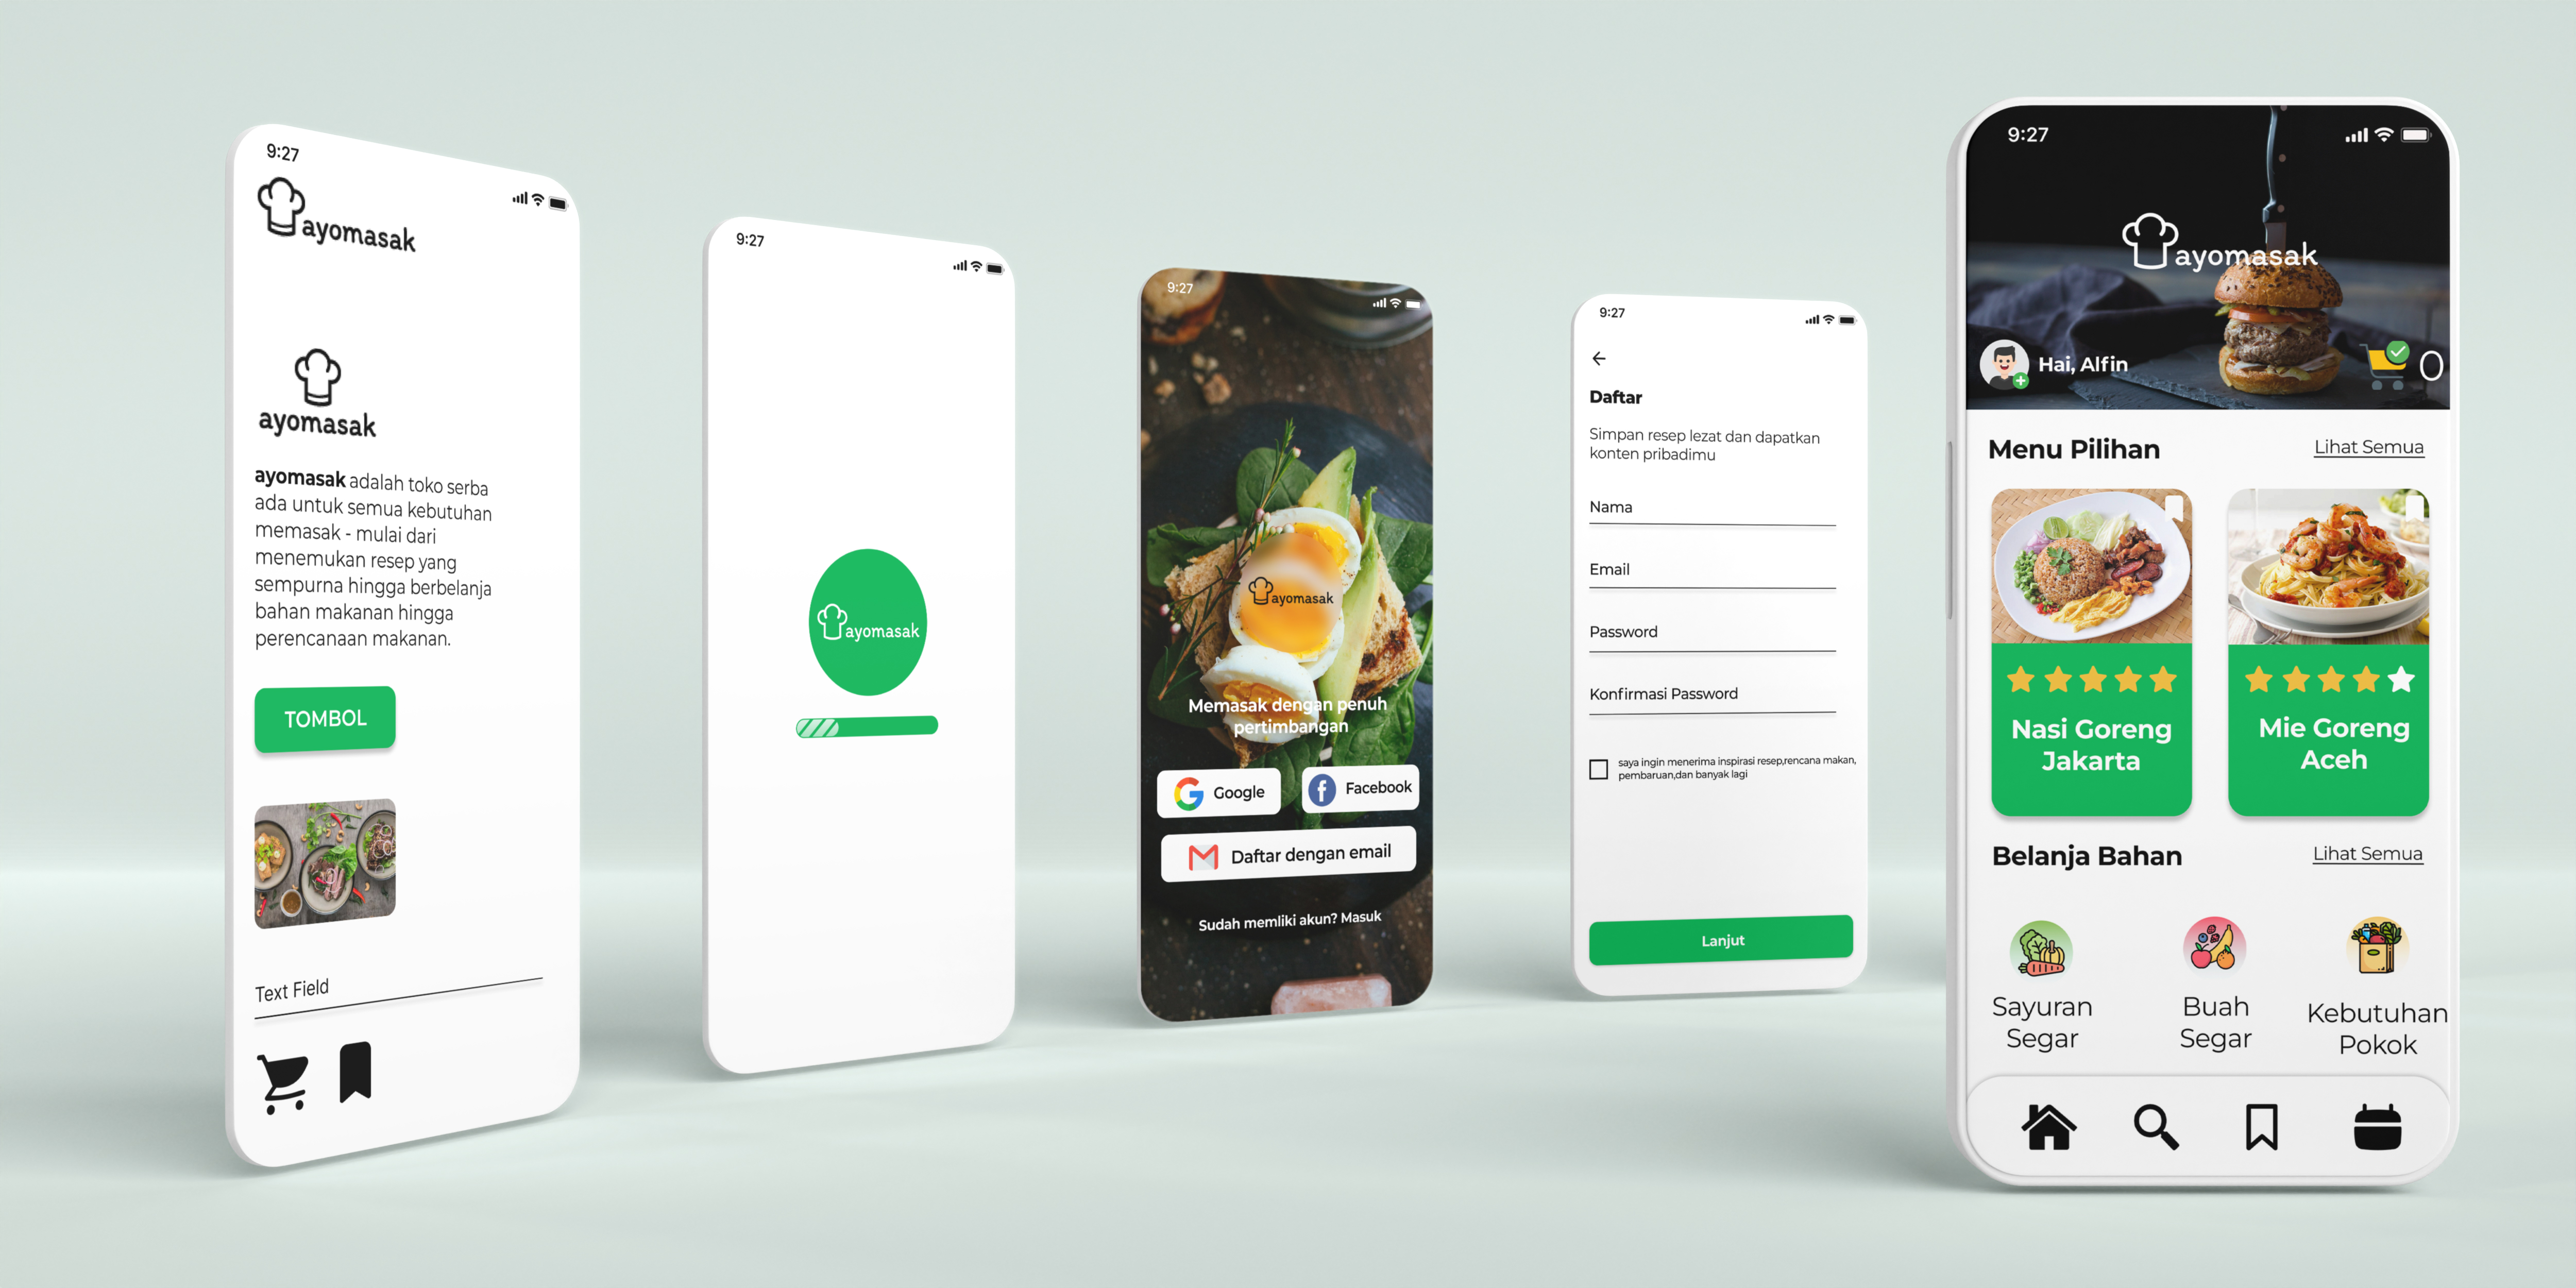 9:27
ayomasak
ayomasak
ayomasak adalah toko serba
ada untuk semua kebutuhan
memasak - mulai dari
menemukan resep yang
sempurna hingga berbelanja
bahan makanan hingga
perencanaan makanan.
TOMBOL
Text Field
9:27
ayomasak
9:27
ayomasak
Memasak dengan penuh
pertimbangan
Google
Facebook
Daftar dengan email
Sudah memliki akun? Masuk
9:27
Daftar
Simpan resep lezat dan dapatkan
konten pribadimu
Nama
Email
Password
Konfirmasi Password
saya ingin menerima inspirasi resep,rencana makan,
pembaruan,dan banyak lagi
Lanjut
9:27
ayomasak
Hai, Alfin
0
Menu Pilihan
Lihat Semua
Nasi Goreng
Jakarta
Mie Goreng
Aceh
Belanja Bahan
Lihat Semua
Sayuran
Segar
Buah
Segar
Kebutuhan
Pokok